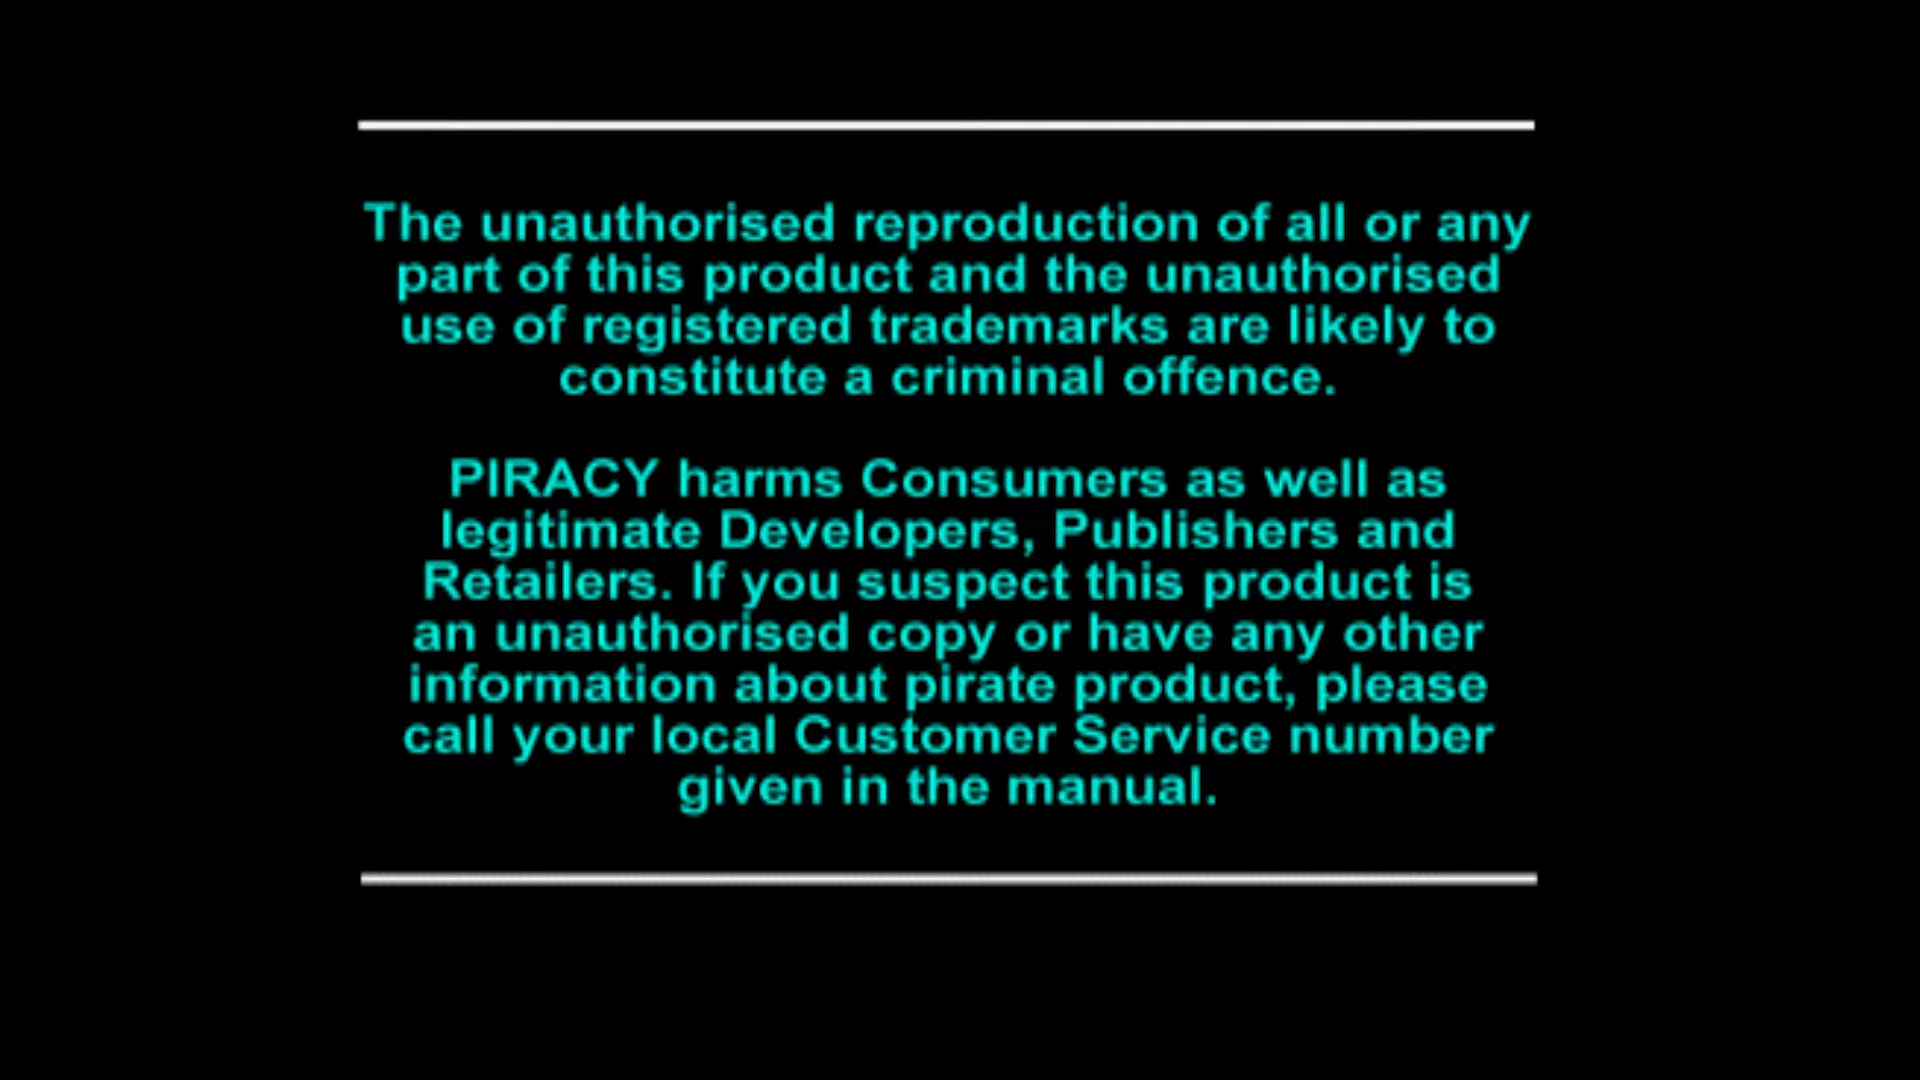 The unauthorised reproduction of all or any
part of this product and the unauthorised
use of registered trademarks are likely to
constitute a criminal offence.
PIRACY harms Consumers as well as
legitimate Developers, Publishers and
Retailers. If you suspect this product is
an unauthorised copy or have any other
information about pirate product, please
call your local Customer Service number
given in the manual.